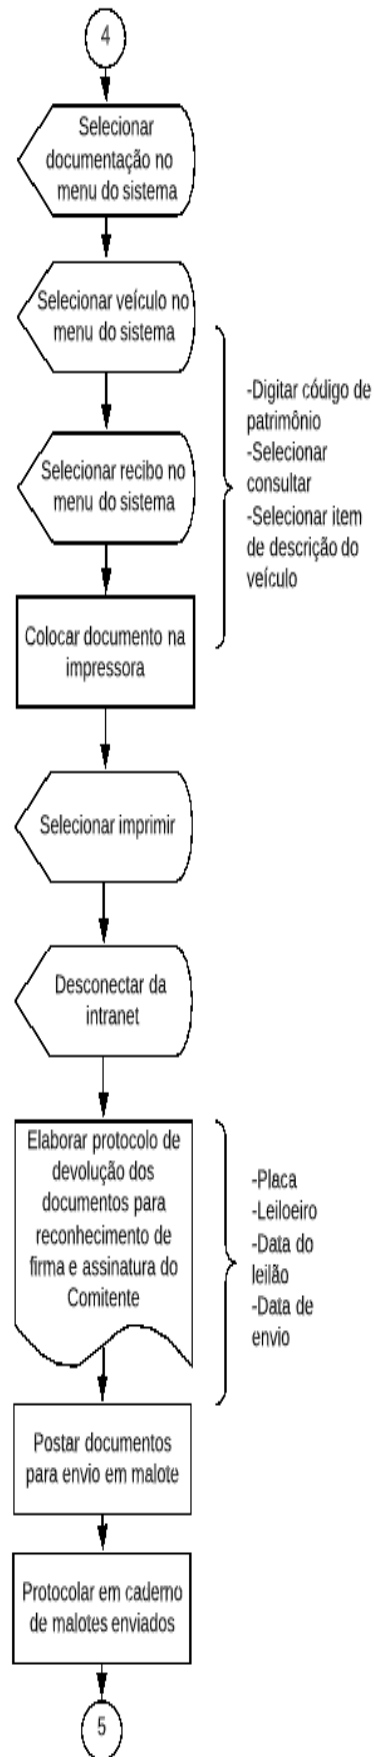 4
Selecionar
documentação no
menu do sistema
Selecionar veículo no
menu do sistema
Selecionar recibo no
menu do sistema
-Digitar código de
patrimônio
-Selecionar
consultar
-Selecionar item
de descrição do
veículo
Colocar documento na
impressora
Selecionar imprimir
Desconectar da
intranet
Elaborar protocolo de
devolução dos
documentos para
reconhecimento de
firma e assinatura do
Comitente
-Placa
-Leiloeiro
-Data do
leilão
-Data de
envio
Postar documentos
para envio em malote
Protocolar em caderno
de malotes enviados
5